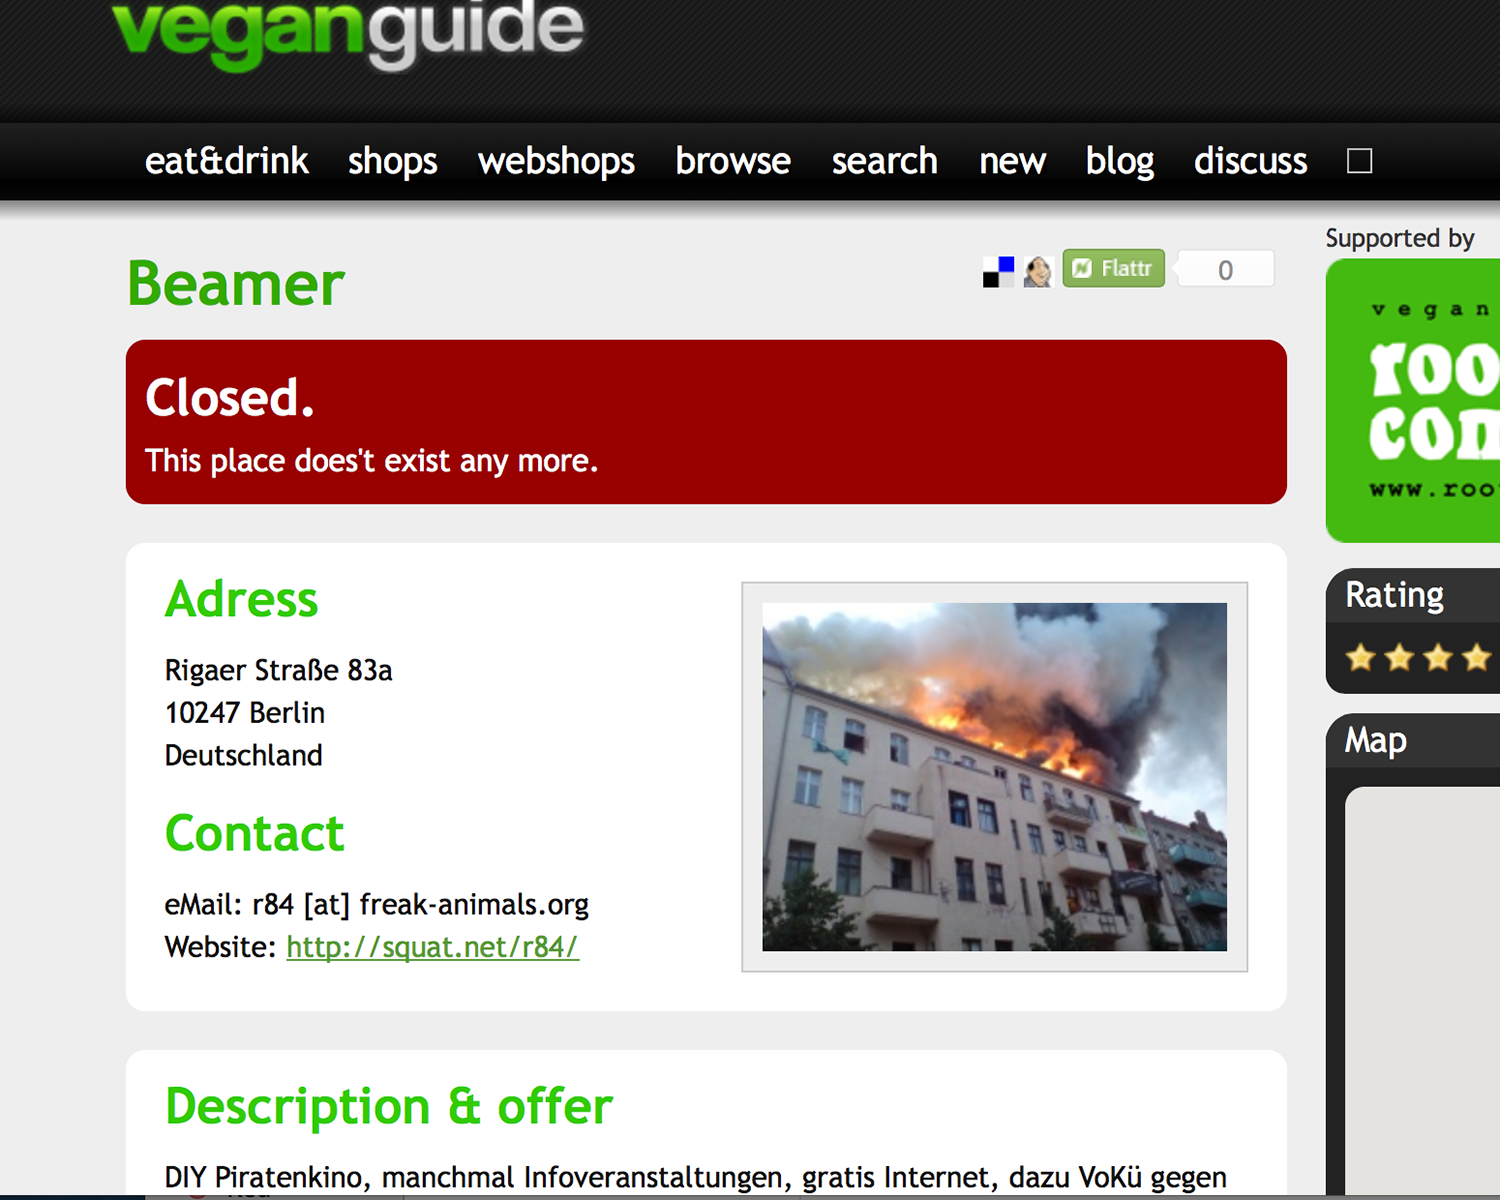 veganguide
eat&drink shops webshops browse search new blog discuss
Beamer
Flattr 0
Supported by
vegan
roo
com
www.roo
Closed.
This place does't exist any more.
Adress
Rigaer Straße 83a
10247 Berlin
Deutschland
Contact
eMail: r84 [at] freak-animals.org
Website: http://squat.net/r84/
Rating
Map
Description & offer
DIY Piratenkino, manchmal Infoveranstaltungen, gratis Internet, dazu VoKü gegen